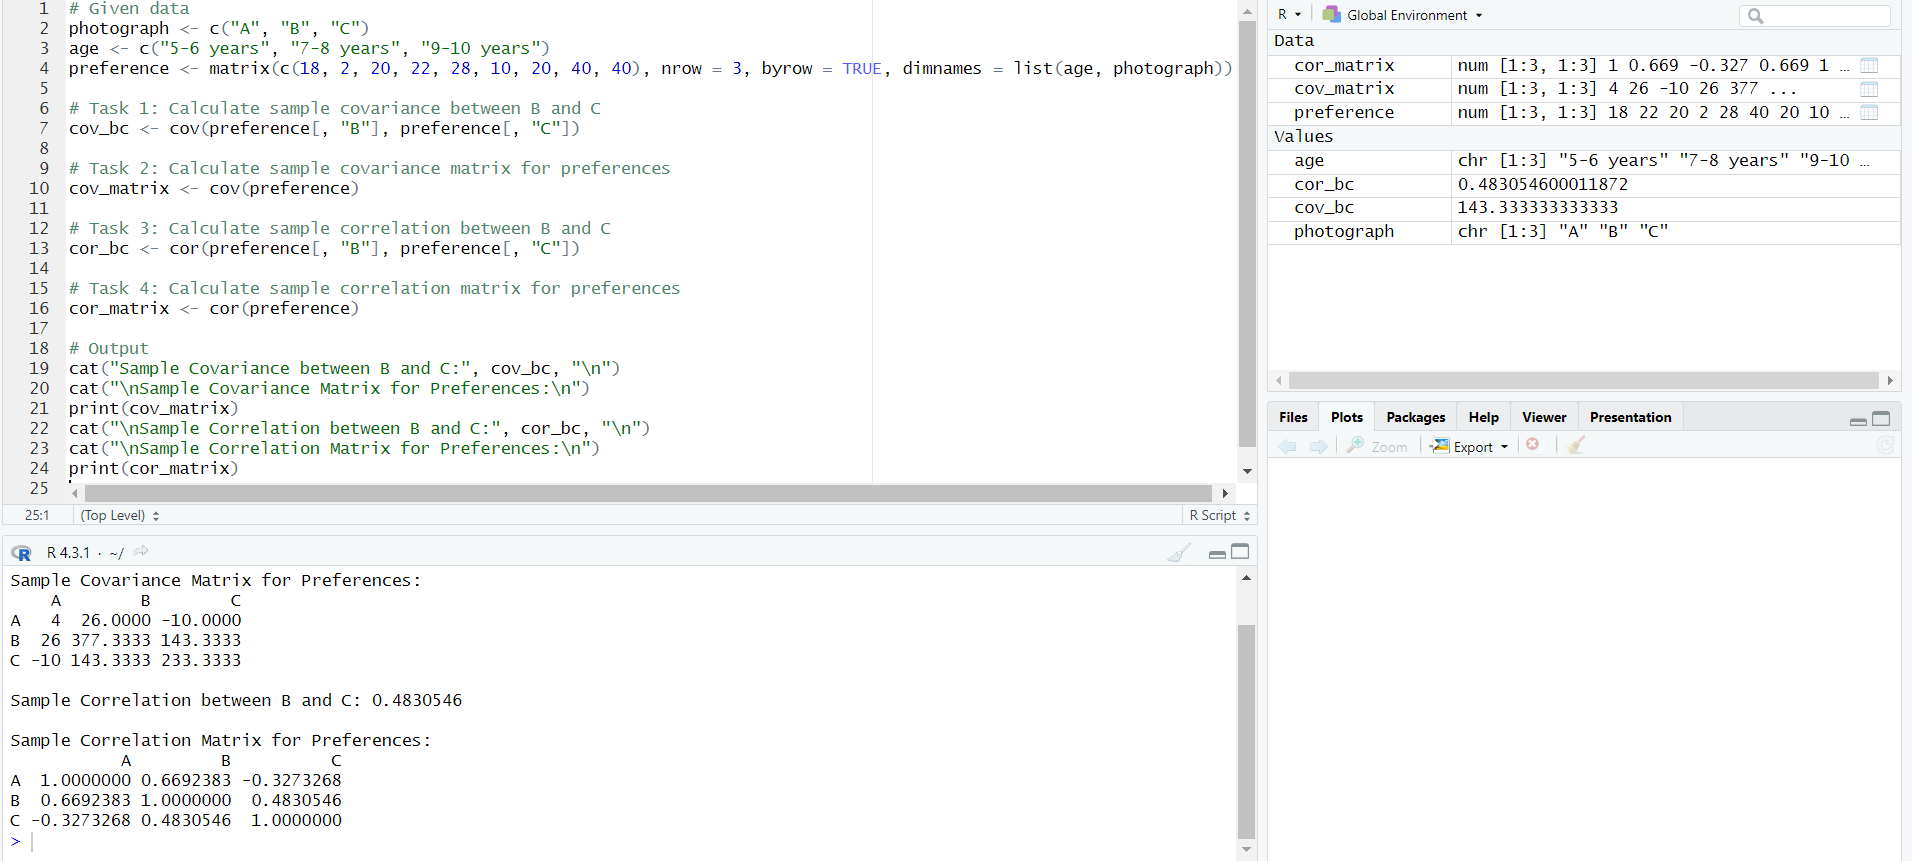 1 # Given data
2 photograph <- c("A", "B", "C")
3 age <- c("5-6 years", "7-8 years", "9-10 years")
4 preference <- matrix(c(18, 2, 20, 22, 28, 10, 20, 40, 40), nrow = 3, byrow = TRUE, dimnames = list(age, photograph))
5
6 # Task 1: Calculate sample covariance between B and C
7 cov_bc <- cov(preference[, "B"], preference[, "C"])
8
9 # Task 2: Calculate sample covariance matrix for preferences
10 cov_matrix <- cov(preference)
11
12 # Task 3: Calculate sample correlation between B and C
13 cor_bc <- cor(preference[, "B"], preference[, "C"])
14
15 # Task 4: Calculate sample correlation matrix for preferences
16 cor_matrix <- cor(preference)
17
18 # Output
19 cat("Sample Covariance between B and C:", cov_bc, "\n")
20 cat("\nSample Covariance Matrix for Preferences:\n")
21 print(cov_matrix)
22 cat("\nSample Correlation between B and C:", cor_bc, "\n")
23 cat("\nSample Correlation Matrix for Preferences:\n")
24 print(cor_matrix)
25
25:1 (Top Level) R Script
R R 4.3.1 · ~/
Sample Covariance Matrix for Preferences:
A B C
A 4 26.0000 -10.0000
B 26 377.3333 143.3333
C -10 143.3333 233.3333
Sample Correlation between B and C: 0.4830546
Sample Correlation Matrix for Preferences:
A B C
A 1.0000000 0.6692383 -0.3273268
B 0.6692383 1.0000000 0.4830546
C -0.3273268 0.4830546 1.0000000
>
R Global Environment
Data
cor_matrix num [1:3, 1:3] 1 0.669 -0.327 0.669 1 …
cov_matrix num [1:3, 1:3] 4 26 -10 26 377 ...
preference num [1:3, 1:3] 18 22 20 2 28 40 20 10 …
Values
age chr [1:3] "5-6 years" "7-8 years" "9-10 …
cor_bc 0.483054600011872
cov_bc 143.333333333333
photograph chr [1:3] "A" "B" "C"
Files Plots Packages Help Viewer Presentation
Zoom Export